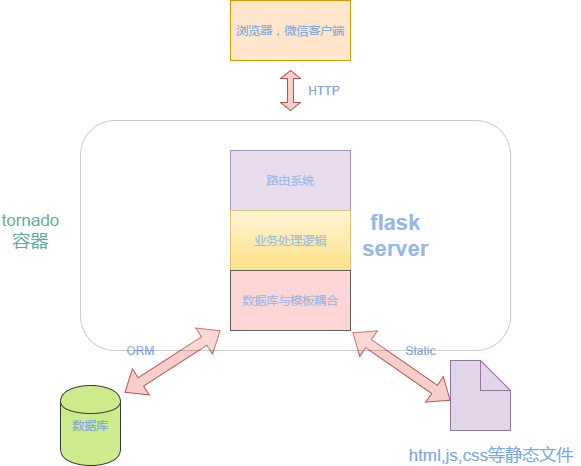 浏览器，微信客户端
HTTP
路由系统
tornado
容器
flask
server
业务处理逻辑
数据库与模板耦合
ORM
Static
数据库
html,js,css等静态文件